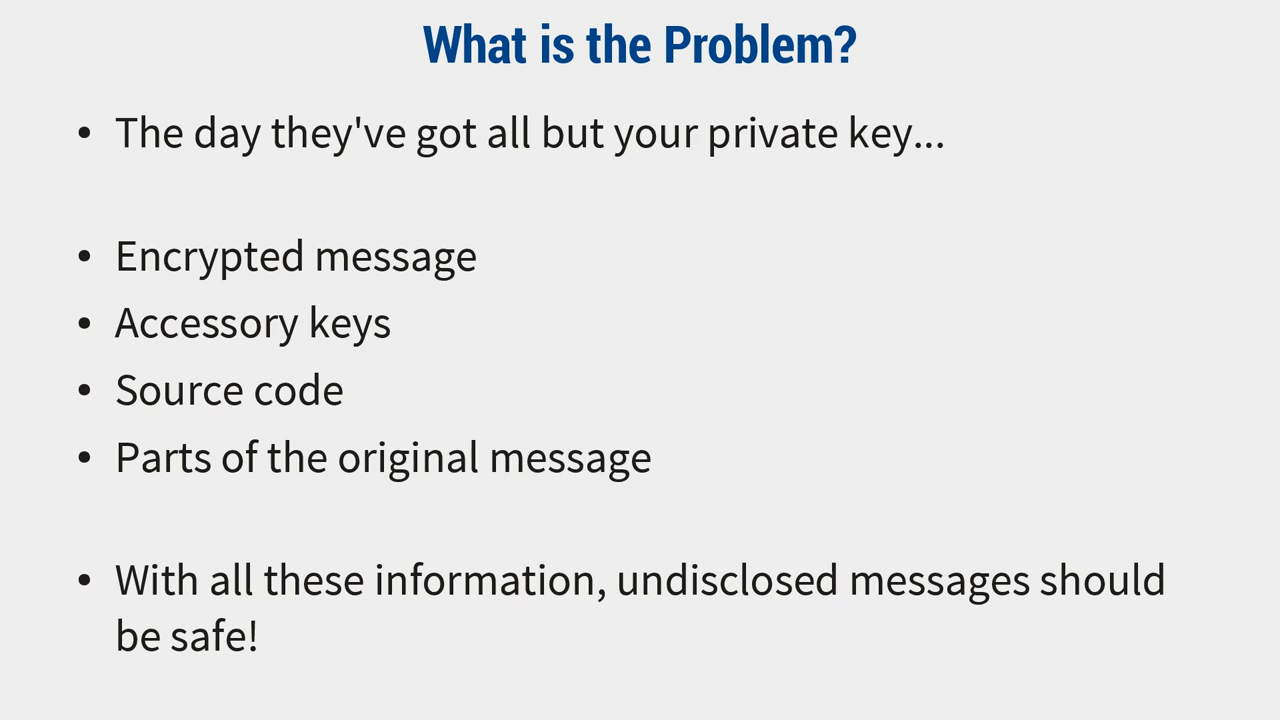 What is the Problem?
• The day they've got all but your private key...
• Encrypted message
• Accessory keys
• Source code
• Parts of the original message
• With all these information, undisclosed messages should
be safe!